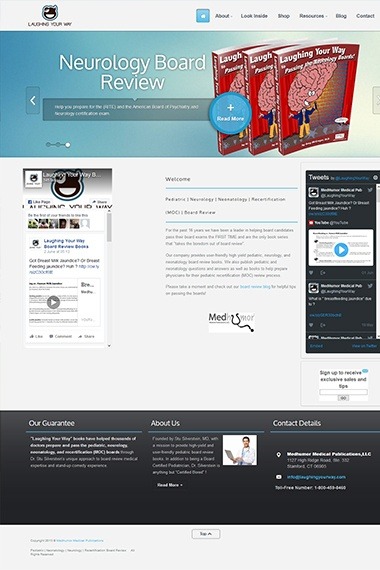 LAUGHING YOUR WAY
About
Look Inside
Shop
Resources
Blog
Contact
Neurology Board
Review
Help you prepare for the (RITE) and the American Board of Psychiatry and
Neurology certification exam
Read More
Laughing Your Way
to
Passing the Neurology Boards!
Laughing Your Way B...
Like Page
Share
Be the first of your friends to like this
Laughing Your Way
Board Review Books
Got Breast Milk Jaundice? Or Breast
Feeding Jaundice? Huh ?
Welcome
Pediatric | Neurology | Neonatology | Recertification
(MOC) | Board Review
For the past 16 years we have been a leader in helping board candidates
pass their board exams the FIRST TIME and are the only book series
that "takes the boredom out of board review"
Our company provides user-friendly high yield pediatric, neurology, and
neonatology board review books. We also publish pediatric and
neonatology questions and answers as well as books to help prepare
physicians for their pediatric recertification (MOC) review process
Please take a moment and check out our board review blog for helpful tips
on passing the boards!
Tweets by @LaughingYourWay
MedHumor Medical Pub
@LaughingYourWay
Got Breast Milk Jaundice? Or Breast
Feeding jaundice? Huh ?
YouTube @YouTube
MedHumor Medical Pub
@LaughingYourWay
What is " breastfeeding jaundice" due
to ?
Embed
View on Twitter
Sign up to receive
exclusive sales and
tips
GO
Our Guarantee
"Laughing Your Way" books have helped thousands of
doctors prepare and pass the pediatric, neurology,
neonatology, and recertification (MOC) boards through
Dr. Stu Silverstein's unique approach to board review medical
expertise and stand-up comedy experience.
About Us
Founded by Stu Silverstein, MD, with
a mission to provide high-yield and
user-friendly pediatric board review
books. In addition to being a Board
Certified Pediatrician, Dr. Silverstein is
anything but "Certified Bored" !
Read More
Contact Details
MedHumor Medical Publications,LLC
1127 High Ridge Road, Ste. 332
Stamford, CT 06905
info@laughingyourway.com
Toll-Free Number: 1-800-489-8460
Top
Copyright 2015 © MedHumor Medical Publications
Pediatric | Neonatology | Neurology | Recertification Board Review All
Rights Reserved.